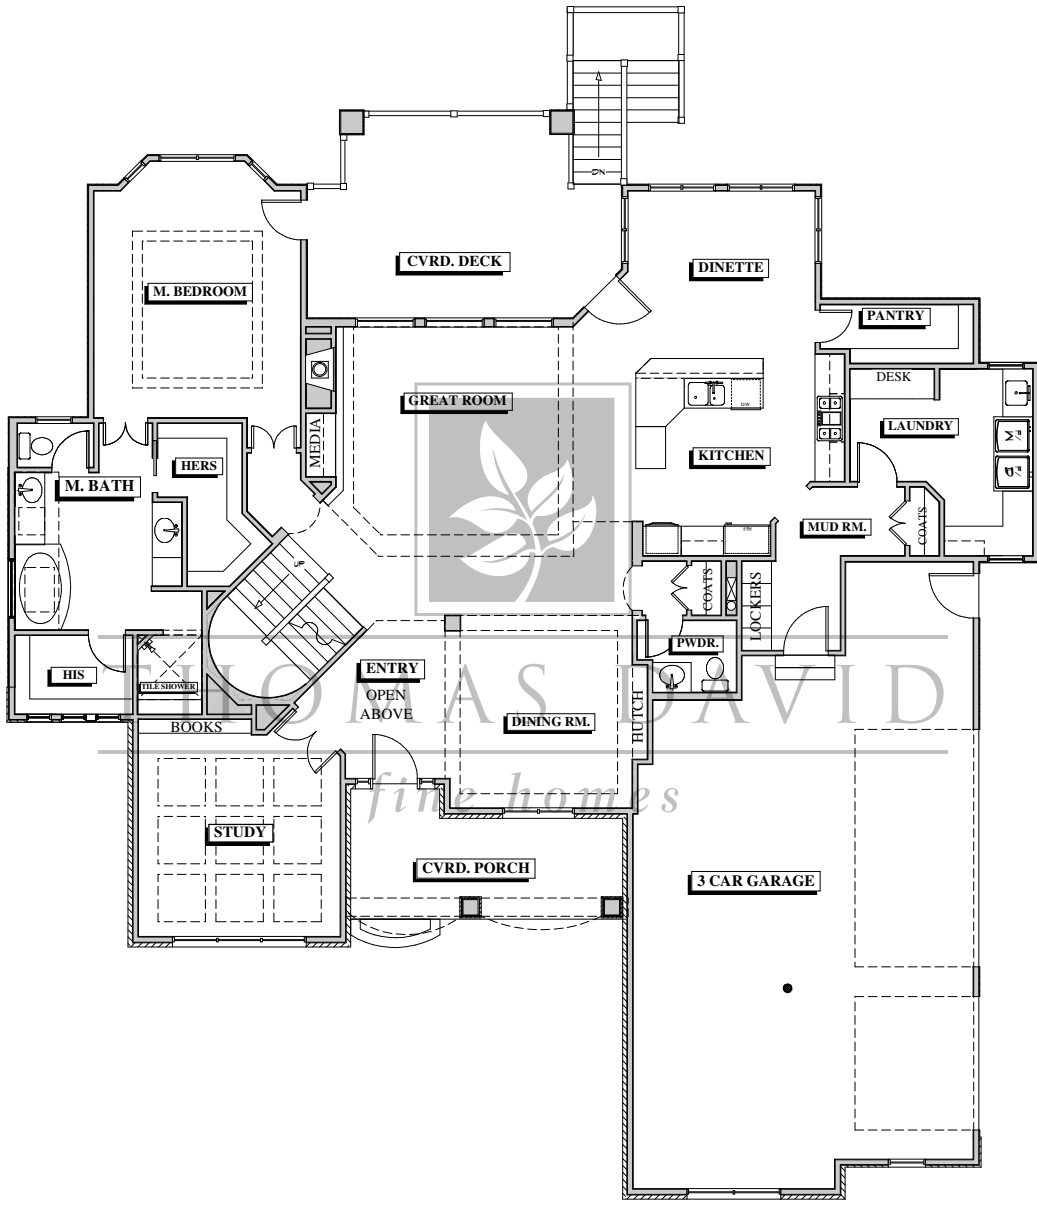 DN
CVRD. DECK
DINETTE
M. BEDROOM
PANTRY
DESK
GREAT ROOM
D/W
LAUNDRY
MEDIA
KITCHEN
HERS
M. BATH
COATS
MUD RM.
REF.
UP
COATS
LOCKERS
PWDR.
ENTRY
OPEN
ABOVE
HIS
TILE SHOWER
THOMAS DAVID
HUTCH
DINING RM.
BOOKS
fine homes
STUDY
CVRD. PORCH
3 CAR GARAGE